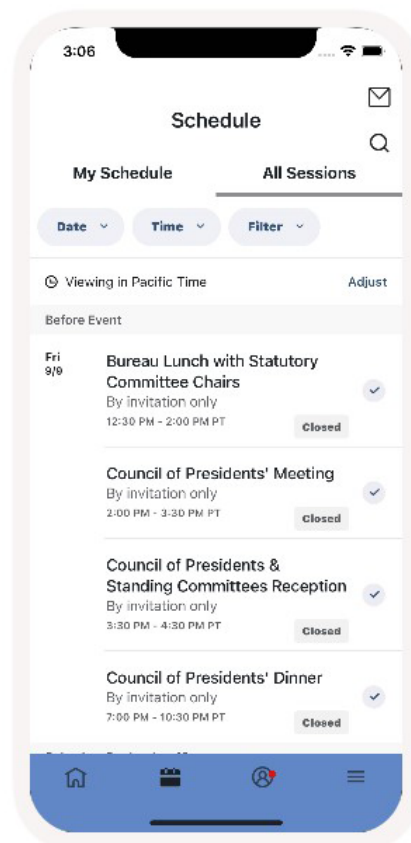 3:06
Schedule
My Schedule All Sessions
Date Time Filter
Viewing in Pacific Time Adjust
Before Event
Fri
9/9
Bureau Lunch with Statutory
Committee Chairs
By invitation only
12:30 PM - 2:00 PM PT
Closed
Council of Presidents' Meeting
By invitation only
2:00 PM - 3:30 PM PT
Closed
Council of Presidents &
Standing Committees Reception
By invitation only
3:30 PM - 4:30 PM PT
Closed
Council of Presidents' Dinner
By invitation only
7:00 PM - 10:30 PM PT
Closed